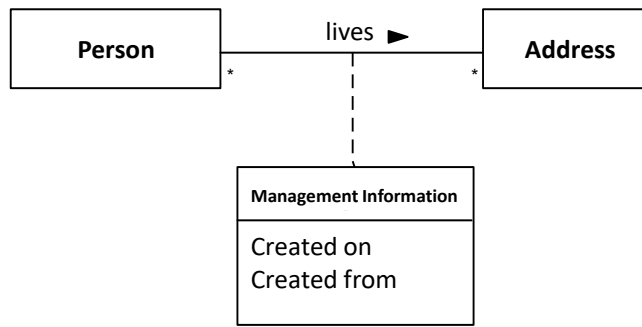 lives ►
Person
Address
*
*
Management Information
Created on
Created from